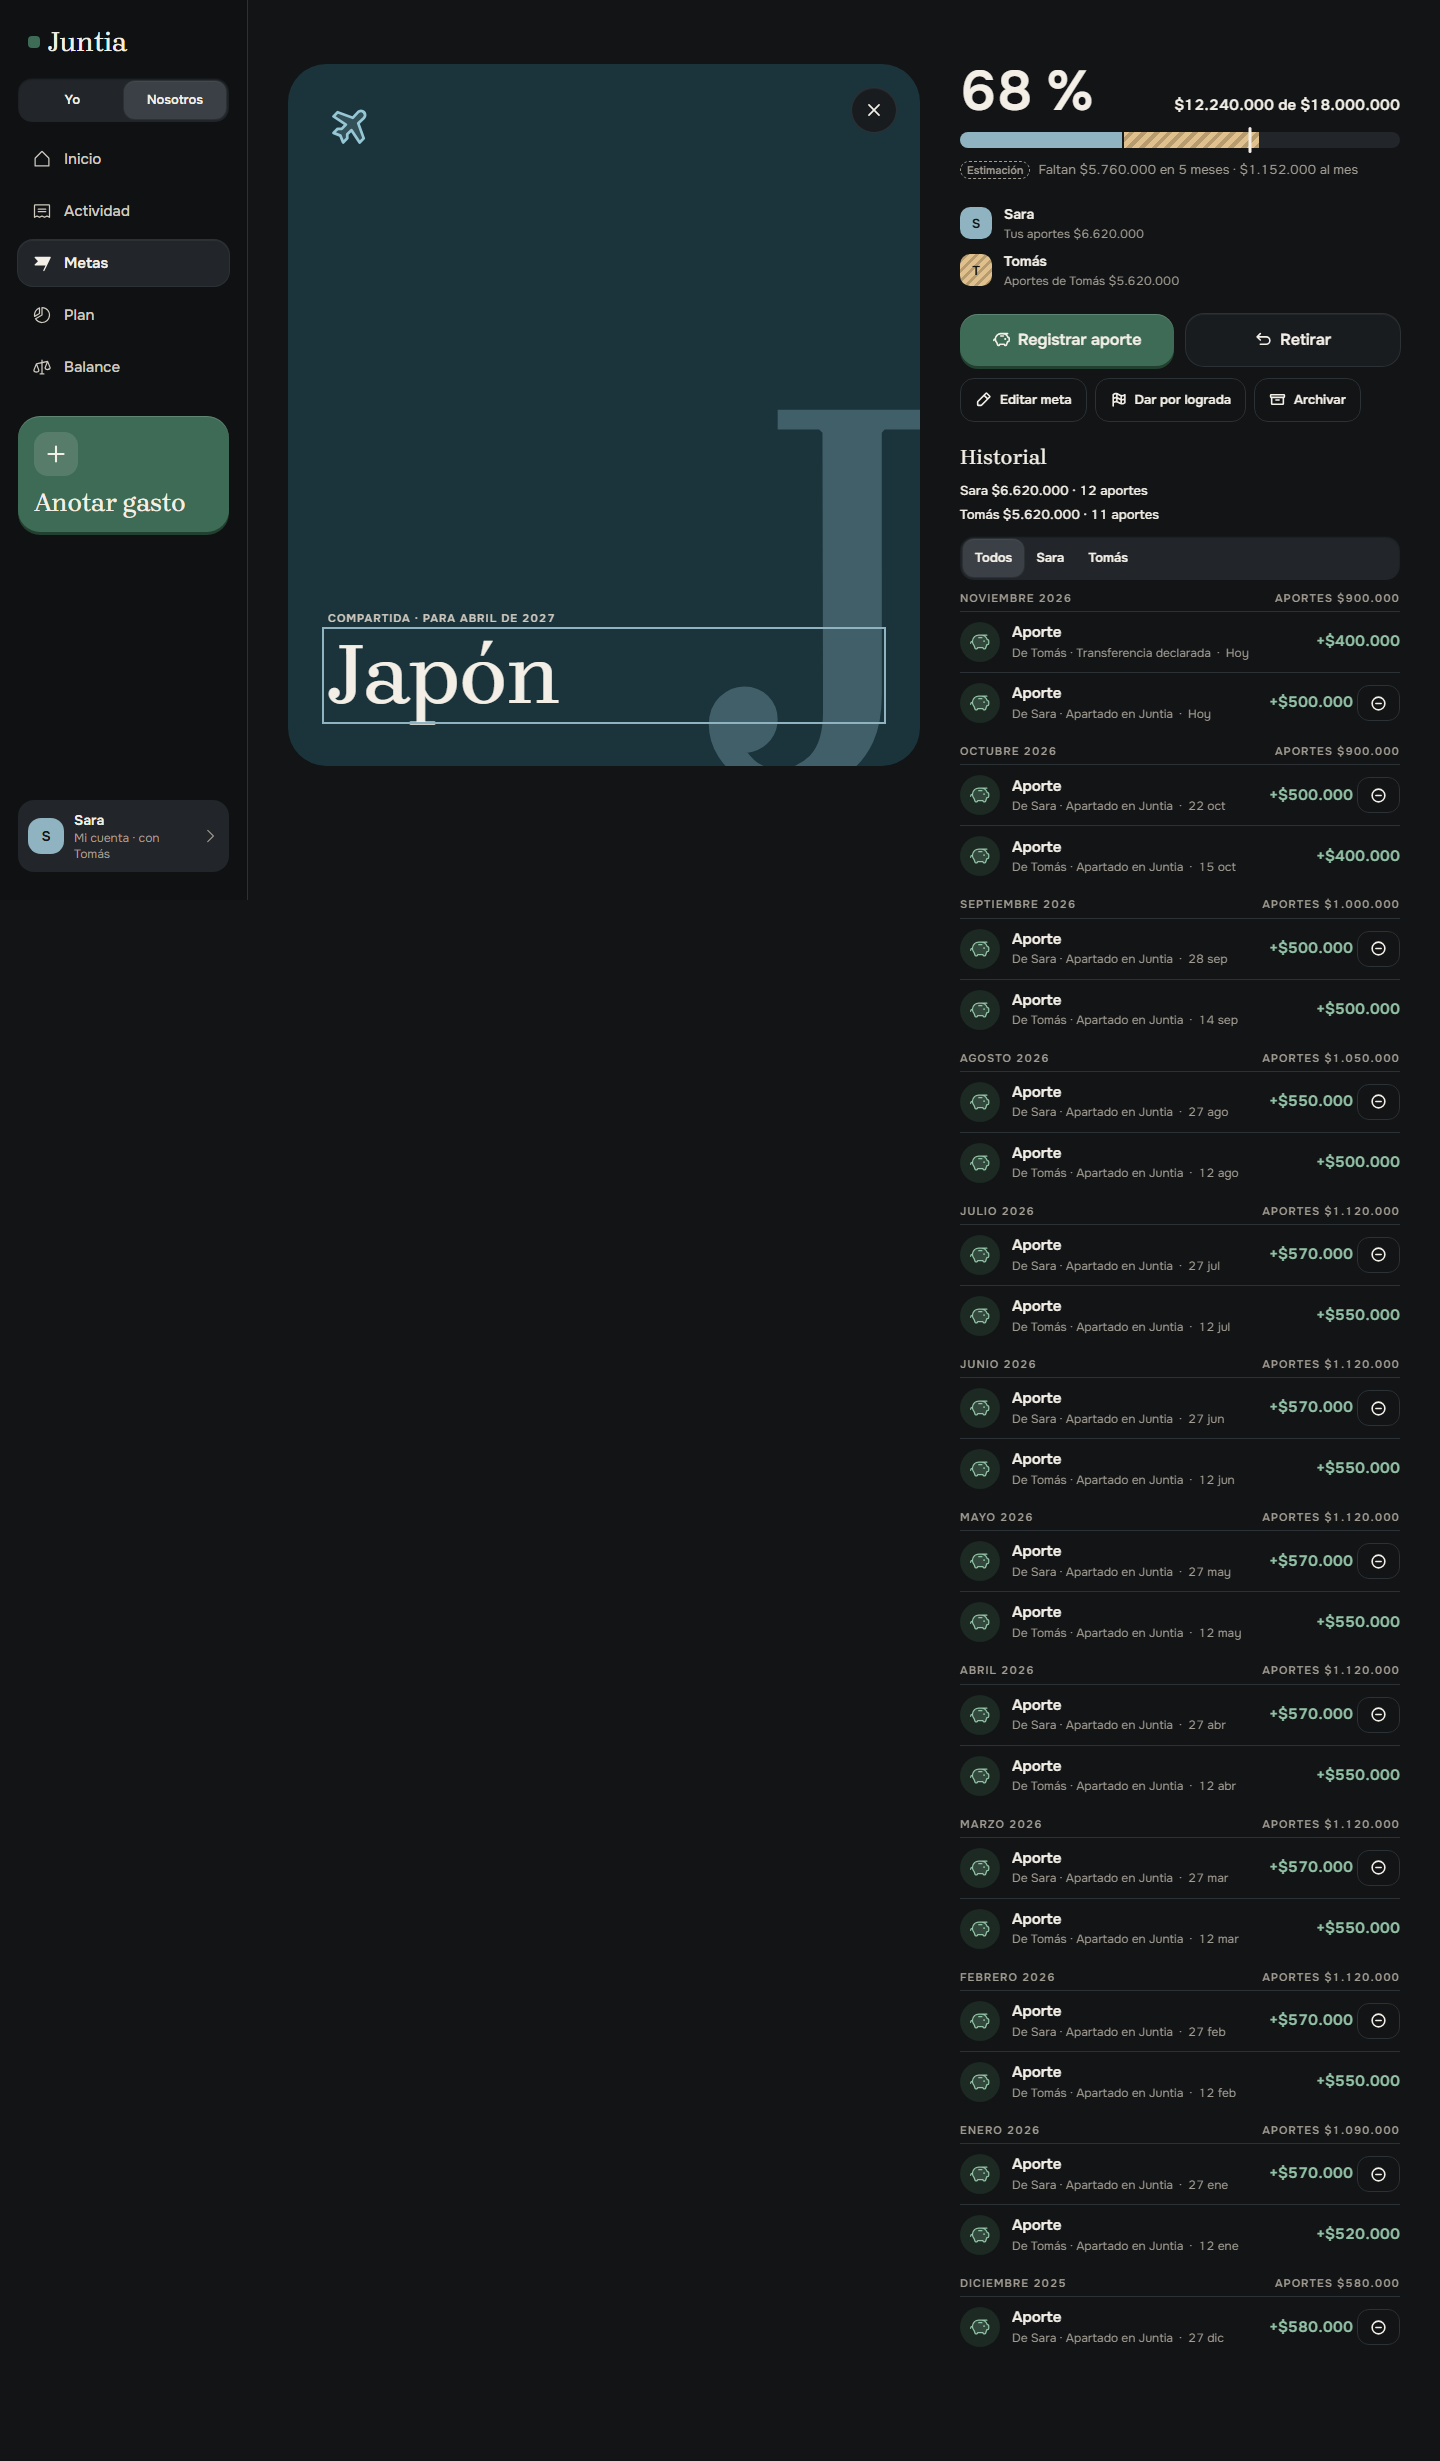 Juntia
Yo
Nosotros
Inicio
Actividad
Metas
Plan
Balance
Anotar gasto
S
Sara
Mi cuenta · con
Tomás
J
COMPARTIDA · PARA ABRIL DE 2027
Japón
68 %
$12.240.000 de $18.000.000
Estimación
Faltan $5.760.000 en 5 meses · $1.152.000 al mes
S
Sara
Tus aportes $6.620.000
T
Tomás
Aportes de Tomás $5.620.000
Registrar aporte
Retirar
Editar meta
Dar por lograda
Archivar
Historial
Sara $6.620.000 · 12 aportes
Tomás $5.620.000 · 11 aportes
Todos
Sara
Tomás
NOVIEMBRE 2026
APORTES $900.000
Aporte
De Tomás · Transferencia declarada · Hoy
+$400.000
Aporte
De Sara · Apartado en Juntia · Hoy
+$500.000
OCTUBRE 2026
APORTES $900.000
Aporte
De Sara · Apartado en Juntia · 22 oct
+$500.000
Aporte
De Tomás · Apartado en Juntia · 15 oct
+$400.000
SEPTIEMBRE 2026
APORTES $1.000.000
Aporte
De Sara · Apartado en Juntia · 28 sep
+$500.000
Aporte
De Tomás · Apartado en Juntia · 14 sep
+$500.000
AGOSTO 2026
APORTES $1.050.000
Aporte
De Sara · Apartado en Juntia · 27 ago
+$550.000
Aporte
De Tomás · Apartado en Juntia · 12 ago
+$500.000
JULIO 2026
APORTES $1.120.000
Aporte
De Sara · Apartado en Juntia · 27 jul
+$570.000
Aporte
De Tomás · Apartado en Juntia · 12 jul
+$550.000
JUNIO 2026
APORTES $1.120.000
Aporte
De Sara · Apartado en Juntia · 27 jun
+$570.000
Aporte
De Tomás · Apartado en Juntia · 12 jun
+$550.000
MAYO 2026
APORTES $1.120.000
Aporte
De Sara · Apartado en Juntia · 27 may
+$570.000
Aporte
De Tomás · Apartado en Juntia · 12 may
+$550.000
ABRIL 2026
APORTES $1.120.000
Aporte
De Sara · Apartado en Juntia · 27 abr
+$570.000
Aporte
De Tomás · Apartado en Juntia · 12 abr
+$550.000
MARZO 2026
APORTES $1.120.000
Aporte
De Sara · Apartado en Juntia · 27 mar
+$570.000
Aporte
De Tomás · Apartado en Juntia · 12 mar
+$550.000
FEBRERO 2026
APORTES $1.120.000
Aporte
De Sara · Apartado en Juntia · 27 feb
+$570.000
Aporte
De Tomás · Apartado en Juntia · 12 feb
+$550.000
ENERO 2026
APORTES $1.090.000
Aporte
De Sara · Apartado en Juntia · 27 ene
+$570.000
Aporte
De Tomás · Apartado en Juntia · 12 ene
+$520.000
DICIEMBRE 2025
APORTES $580.000
Aporte
De Sara · Apartado en Juntia · 27 dic
+$580.000